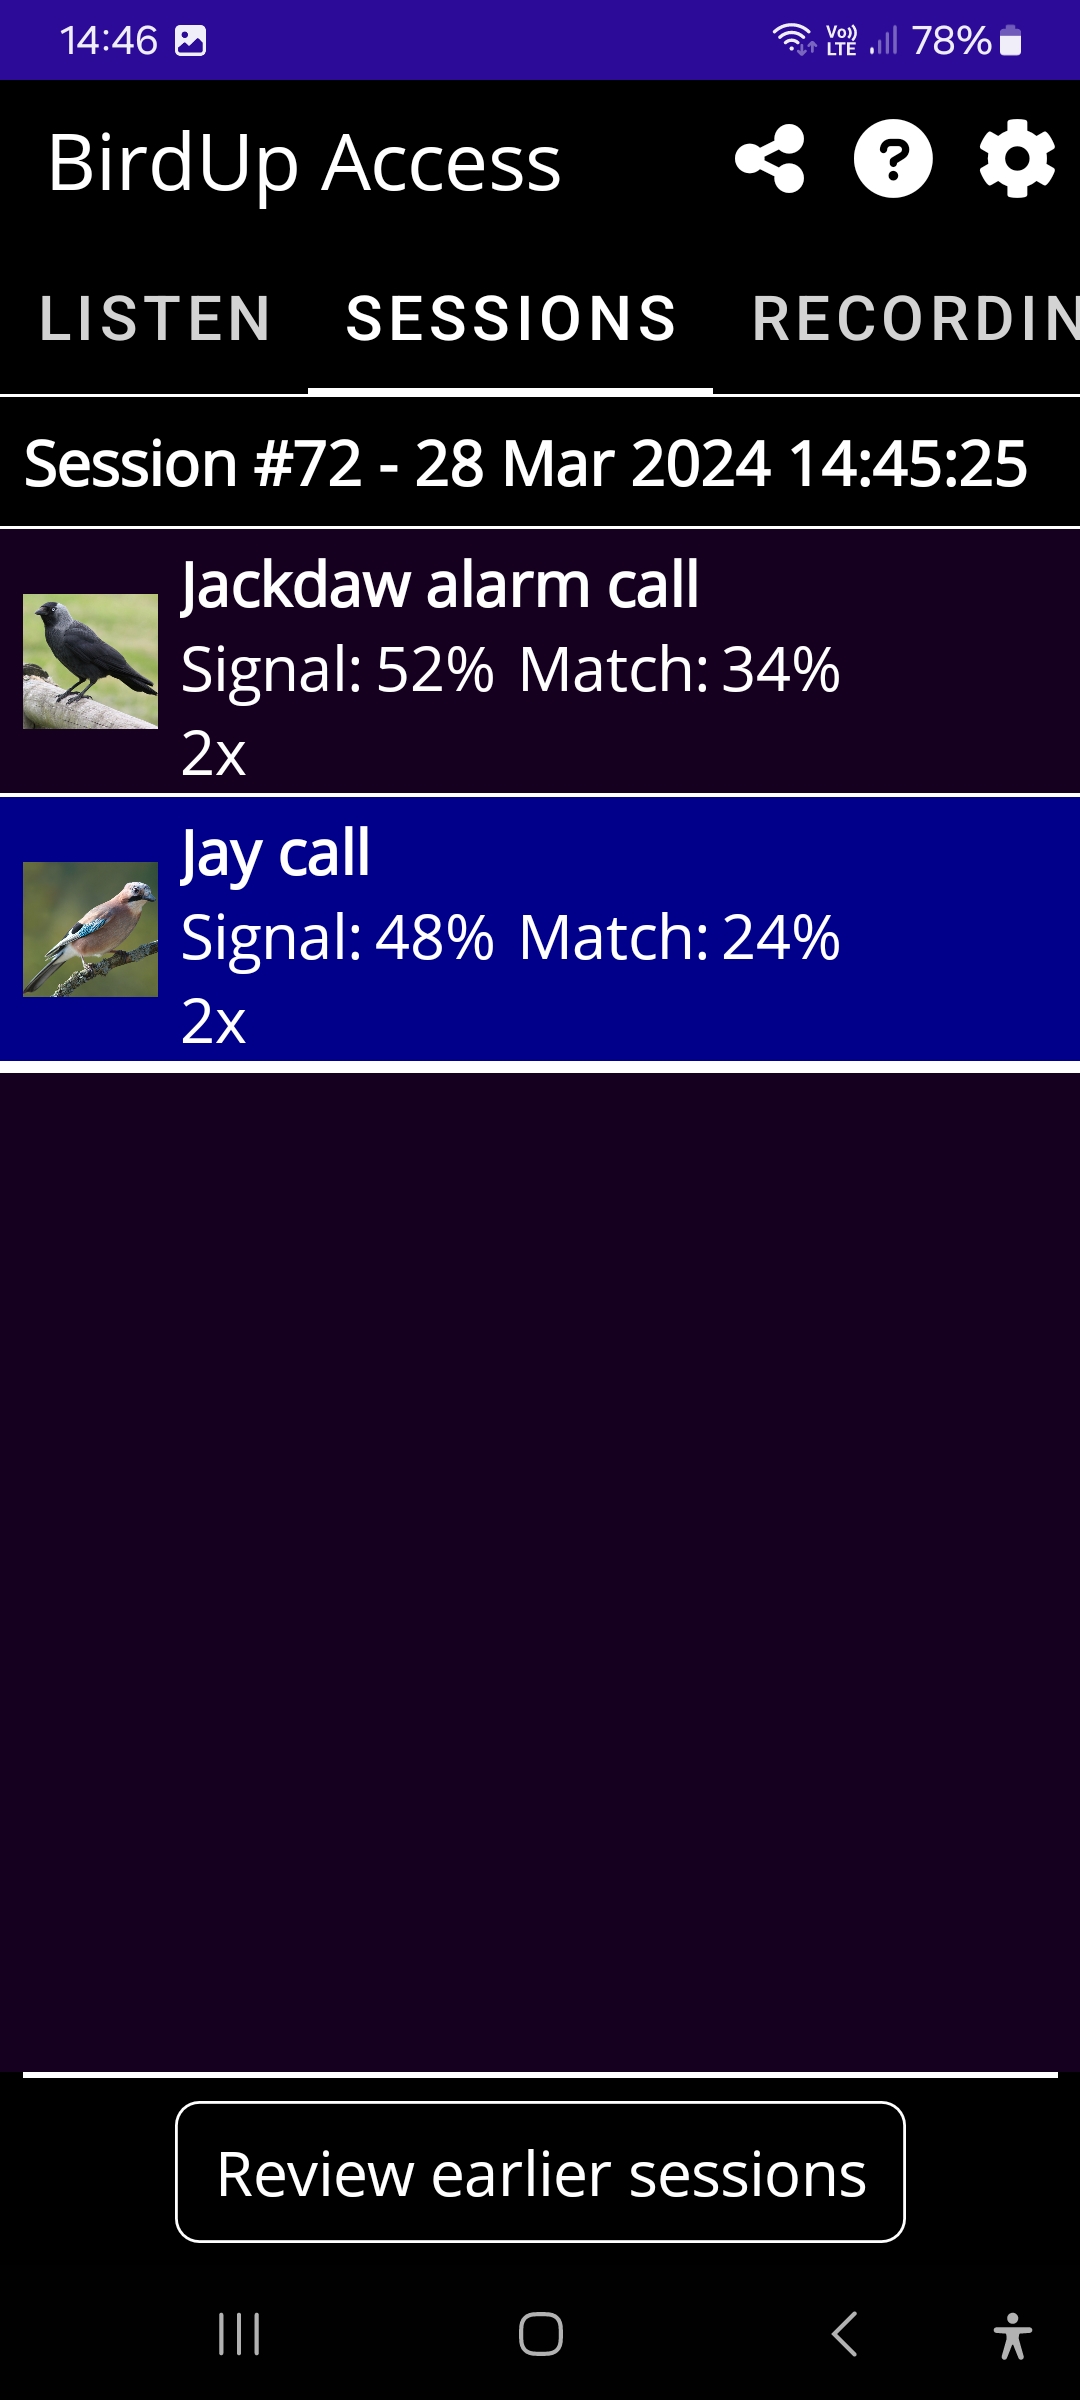 14:46 Vo)) LTE 78%
BirdUp Access ?
LISTEN SESSIONS RECORDIN
Session #72 - 28 Mar 2024 14:45:25
Jackdaw alarm call
Signal: 52% Match: 34%
2x
Jay call
Signal: 48% Match: 24%
2x
Review earlier sessions